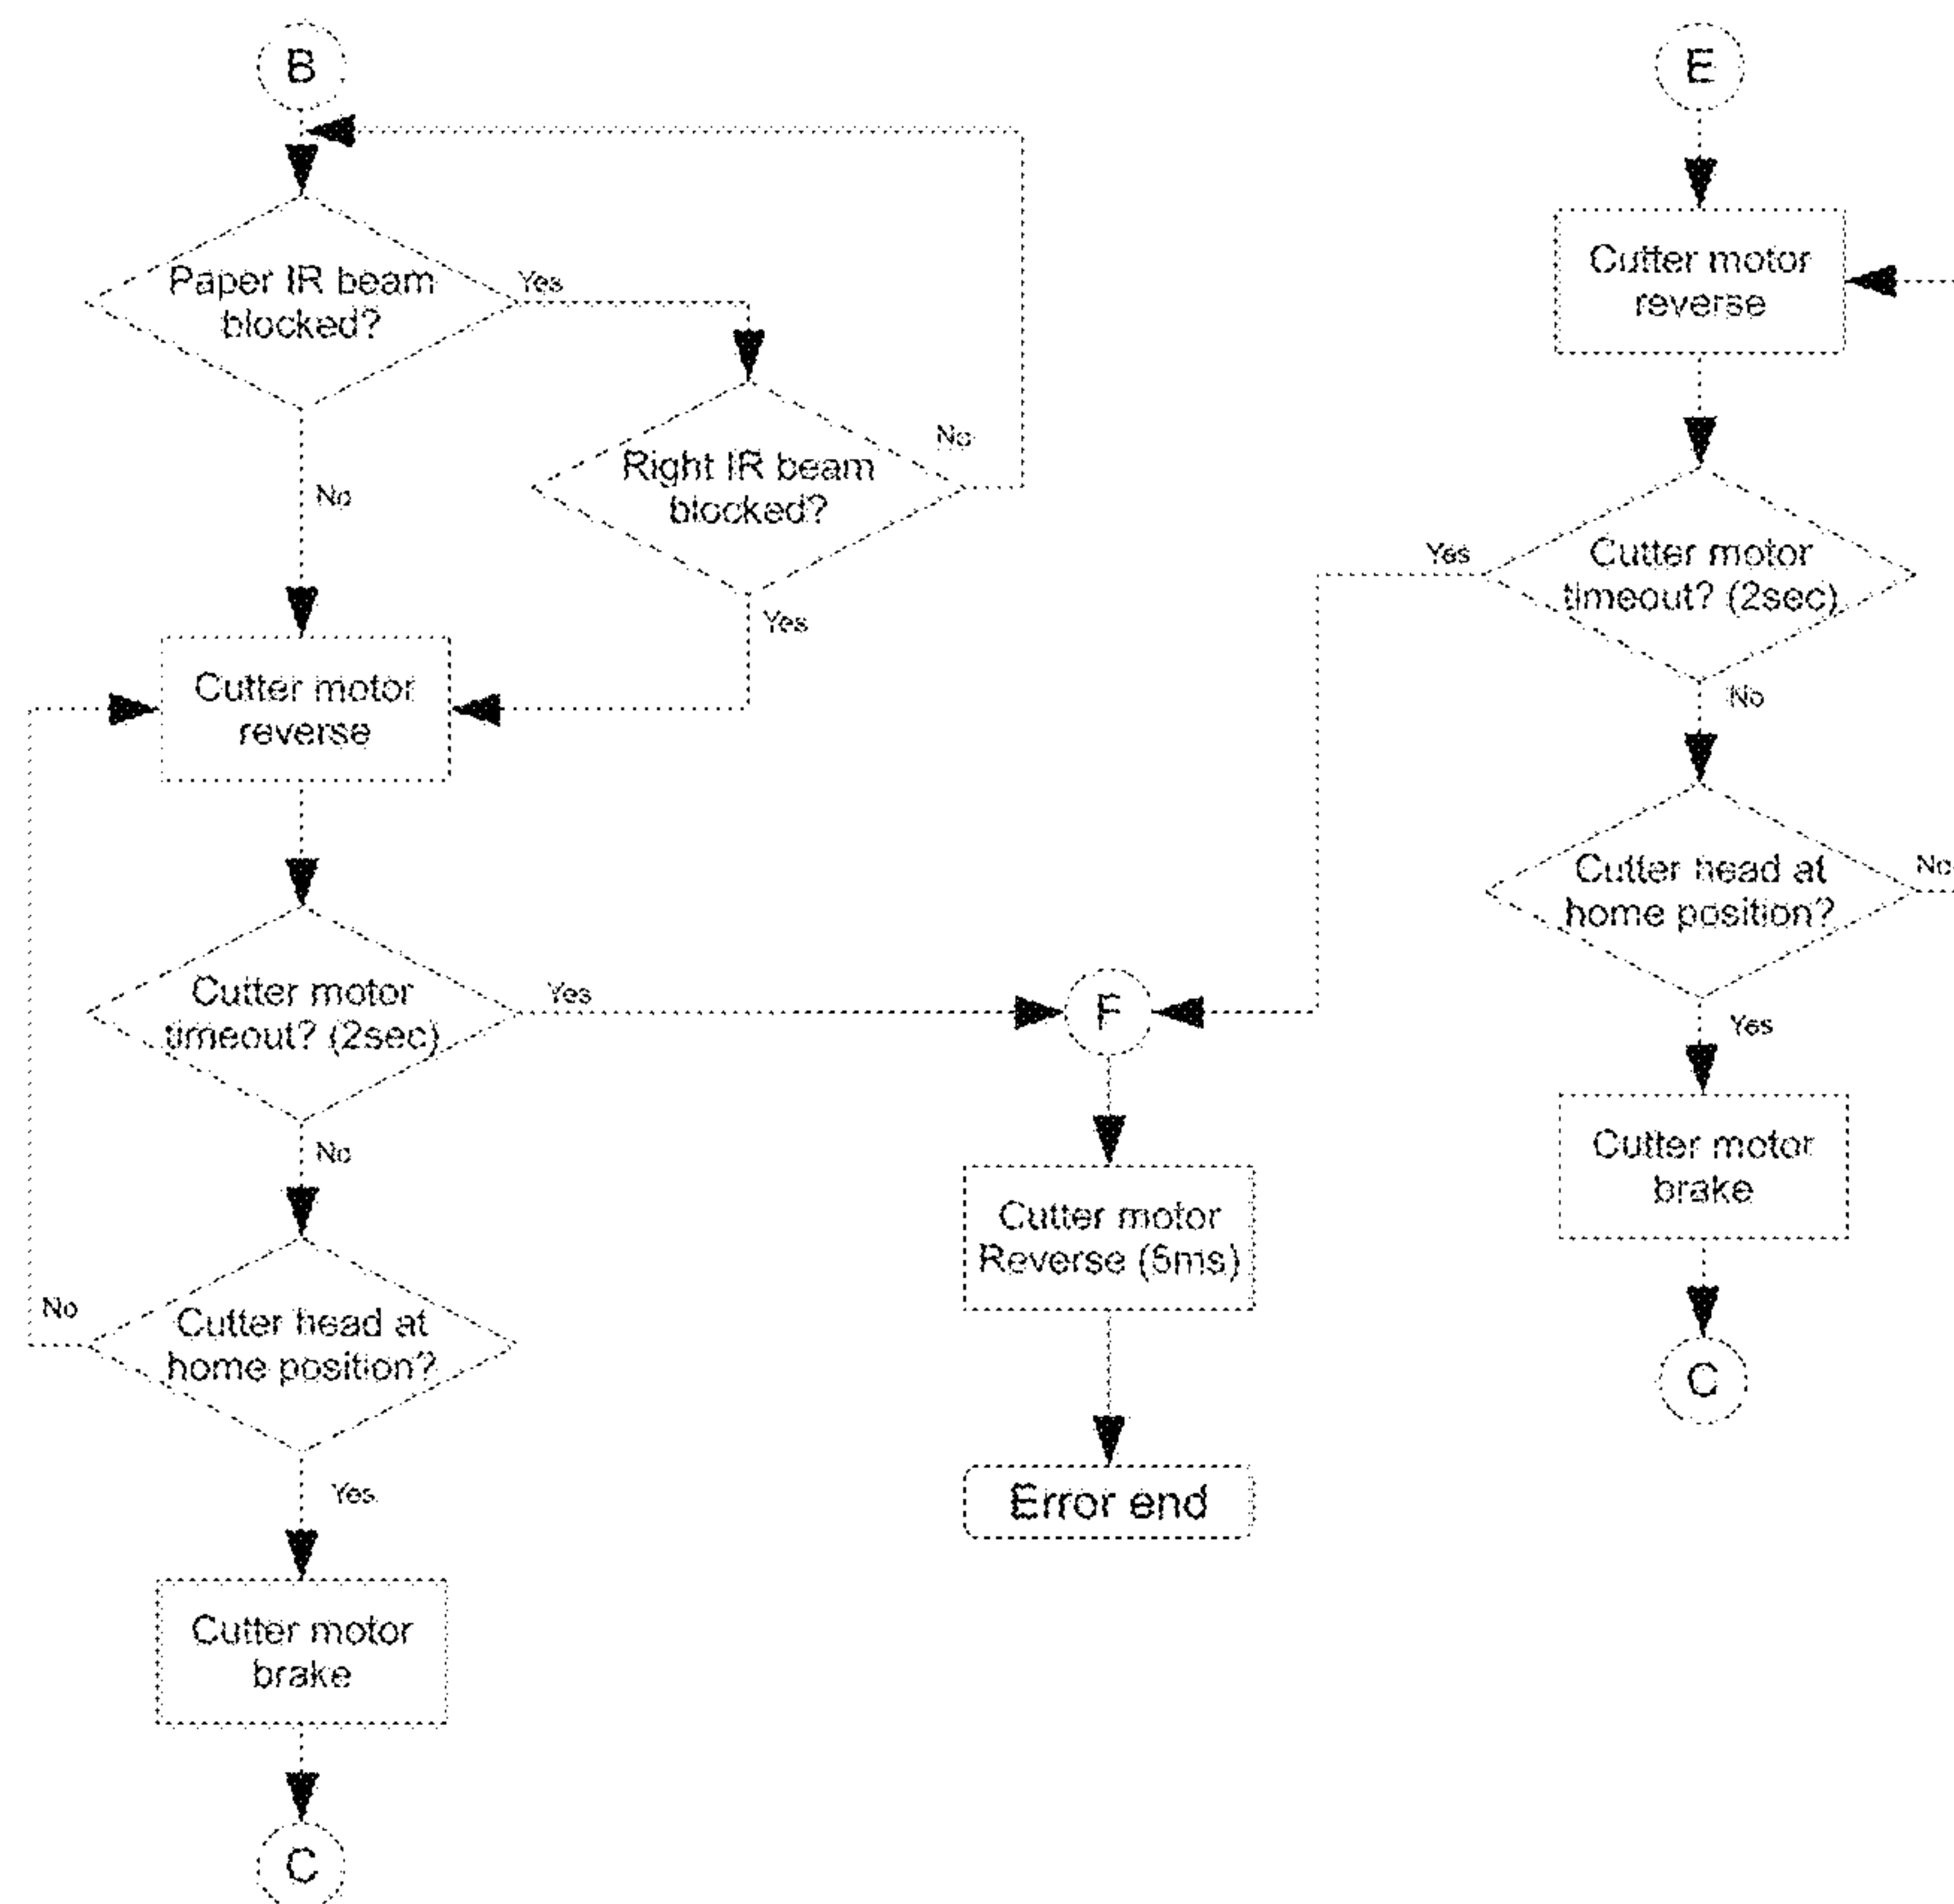 B
Paper IR beam
blocked?
Yes
No
Right IR beam
blocked?
No
Yes
Cutter motor
reverse
Cutter motor
timeout? (2sec)
Yes
No
Cutter head at
home position?
No
Yes
Cutter motor
brake
C
F
Cutter motor
Reverse (5ms)
Error end
E
Cutter motor
reverse
Cutter motor
timeout? (2sec)
Yes
No
Cutter head at
home position?
No
Yes
Cutter motor
brake
C